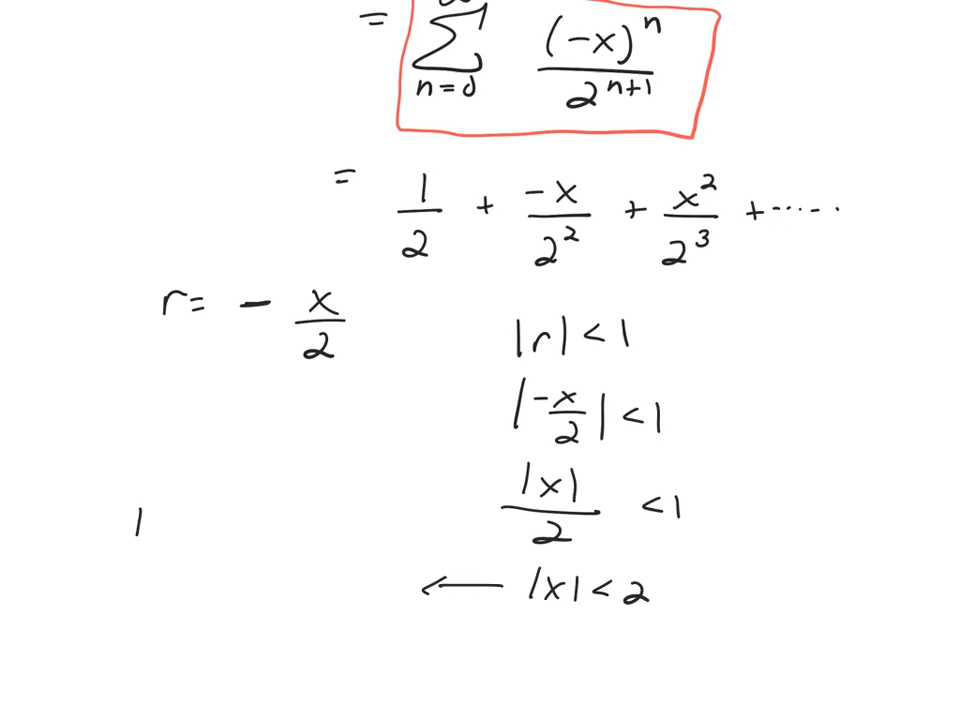 = ∞ ∑ n=0 (-x)^n / 2^{n+1}
= 1/2 + -x/2^2 + x^2/2^3 + ......
r = - x/2
|r| < 1
|-x/2| < 1
|x|/2 < 1
|
← |x| < 2